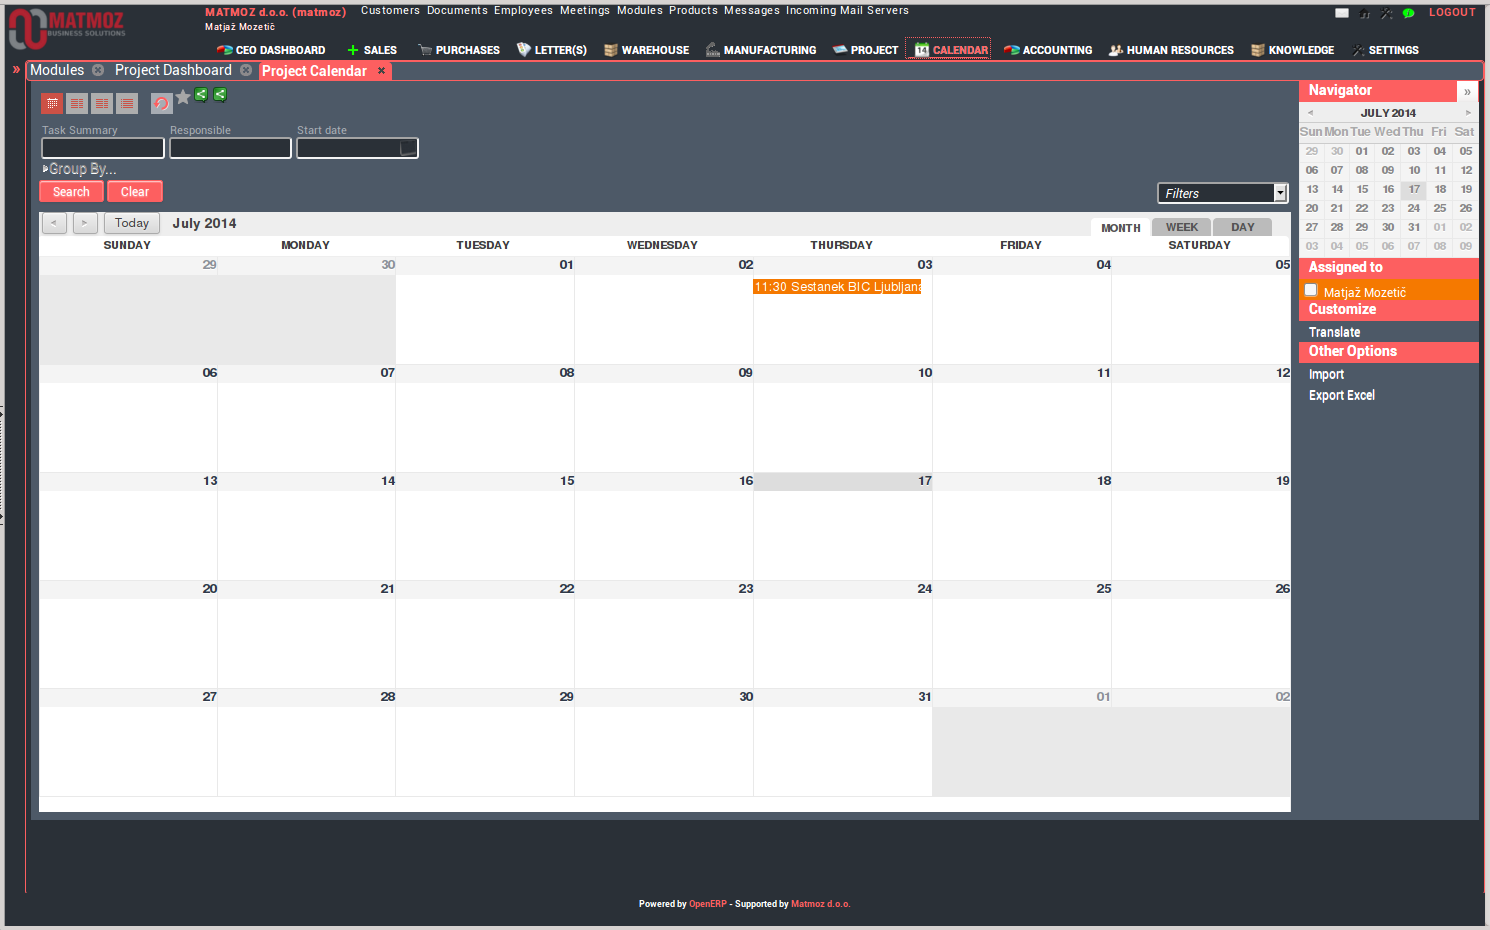 MATMOZ
BUSINESS SOLUTIONS
MATMOZ d.o.o. (matmoz)
Matjaž Mozetič
Customers Documents Employees Meetings Modules Products Messages Incoming Mail Servers
LOGOUT
CEO DASHBOARD SALES PURCHASES LETTER(S) WAREHOUSE MANUFACTURING PROJECT 14 CALENDAR ACCOUNTING HUMAN RESOURCES KNOWLEDGE SETTINGS
» Modules Project Dashboard Project Calendar
Task Summary Responsible Start date
Group By...
Search Clear
Filters
< > Today July 2014
MONTH WEEK DAY
SUNDAY MONDAY TUESDAY WEDNESDAY THURSDAY FRIDAY SATURDAY
29 30 01 02 03 04 05
11:30 Sestanek BIC Ljubljana
06 07 08 09 10 11 12
13 14 15 16 17 18 19
20 21 22 23 24 25 26
27 28 29 30 31 01 02
Navigator »
< JULY 2014 >
Sun Mon Tue Wed Thu Fri Sat
29 30 01 02 03 04 05
06 07 08 09 10 11 12
13 14 15 16 17 18 19
20 21 22 23 24 25 26
27 28 29 30 31 01 02
03 04 05 06 07 08 09
Assigned to
Matjaž Mozetič
Customize
Translate
Other Options
Import
Export Excel
Powered by OpenERP - Supported by Matmoz d.o.o.